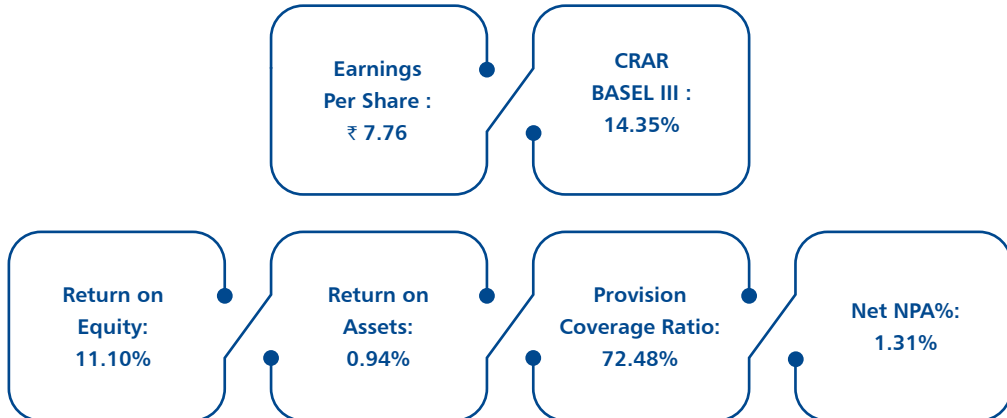 Earnings
Per Share :
₹ 7.76
CRAR
BASEL III :
14.35%
Return on
Equity:
11.10%
Return on
Assets:
0.94%
Provision
Coverage Ratio:
72.48%
Net NPA%:
1.31%